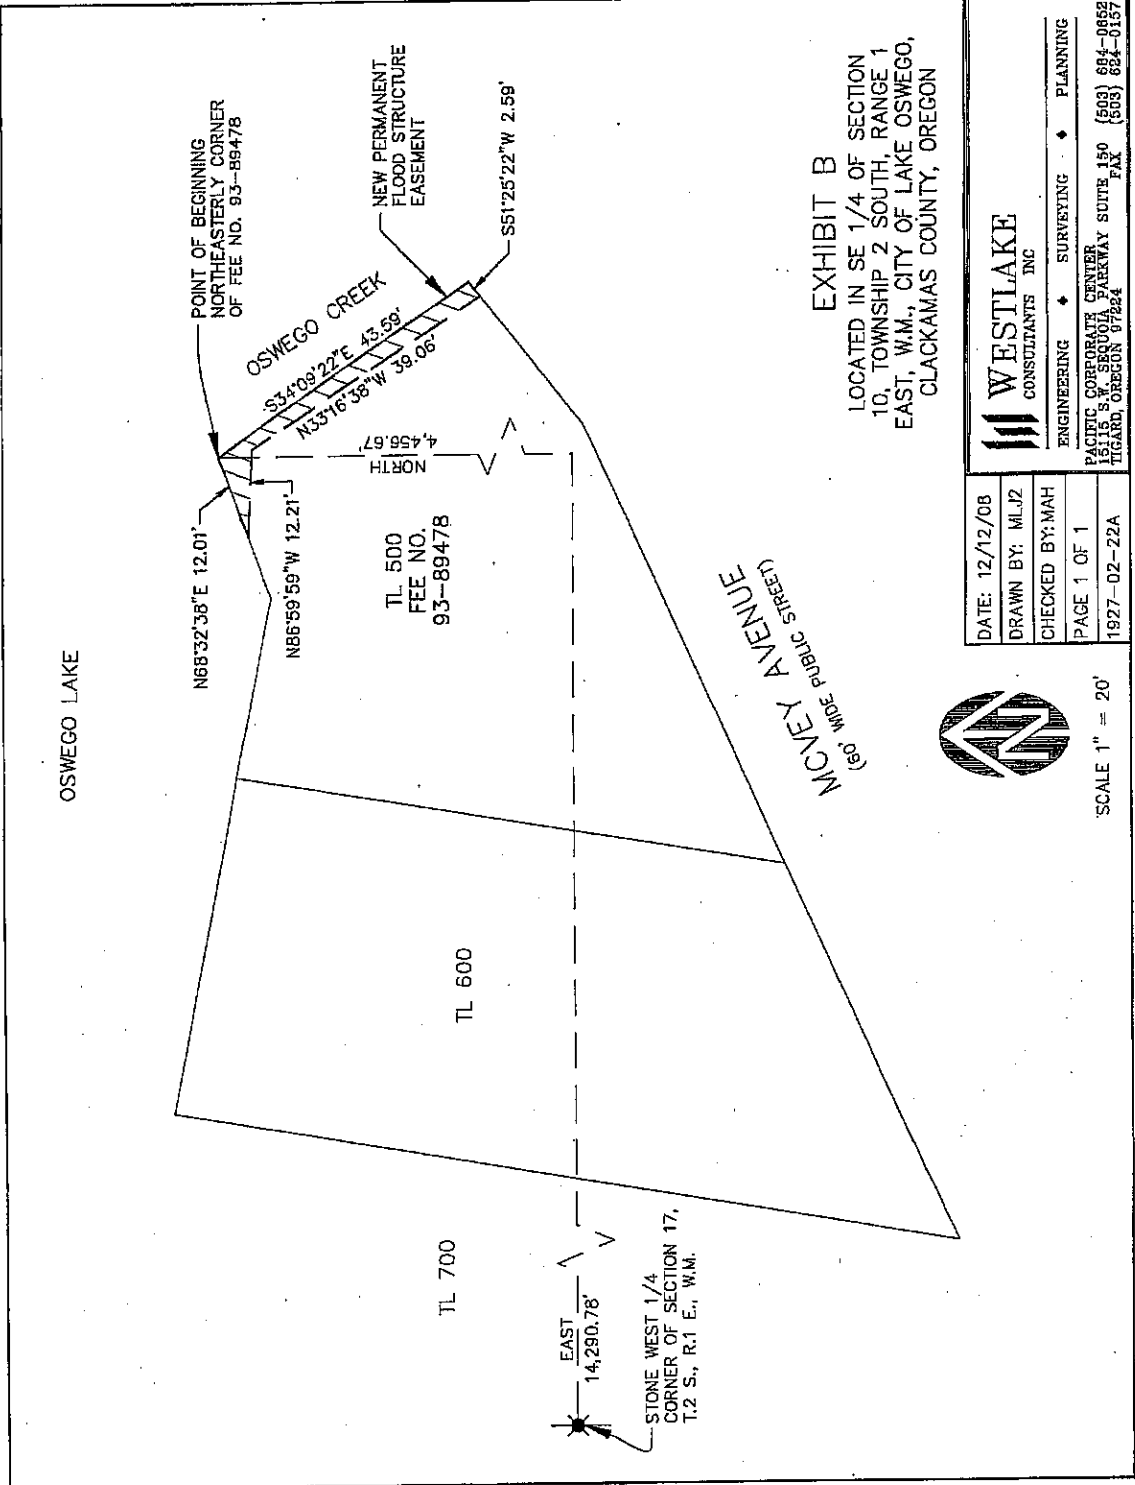 OSWEGO LAKE
POINT OF BEGINNING
NORTHEASTERLY CORNER
OF FEE NO. 93-89478
N68°32'38"E 12.01'
N86°59'59"W 12.21'
OSWEGO CREEK
S34°09'22"E 43.59'
N33°16'38"W 39.06'
NEW PERMANENT
FLOOD STRUCTURE
EASEMENT
S51°25'22"W 2.59'
NORTH
4,456.67'
TL 500
FEE NO.
93-89478
TL 600
TL 700
EAST
14,290.78'
STONE WEST 1/4
CORNER OF SECTION 17,
T.2 S., R.1 E., W.M.
MCVEY AVENUE
(60' WIDE PUBLIC STREET)
EXHIBIT B
LOCATED IN SE 1/4 OF SECTION
10, TOWNSHIP 2 SOUTH, RANGE 1
EAST, W.M., CITY OF LAKE OSWEGO,
CLACKAMAS COUNTY, OREGON
N
SCALE 1" = 20'
DATE: 12/12/08
DRAWN BY: MLJ2
CHECKED BY: MAH
PAGE 1 OF 1
1927-02-22A
WESTLAKE
CONSULTANTS INC
ENGINEERING ♦ SURVEYING ♦ PLANNING
PACIFIC CORPORATE CENTER
15115 S.W. SEQUOIA PARKWAY SUITE 150 (503) 684-0652
TIGARD, OREGON 97224 FAX (503) 624-0157